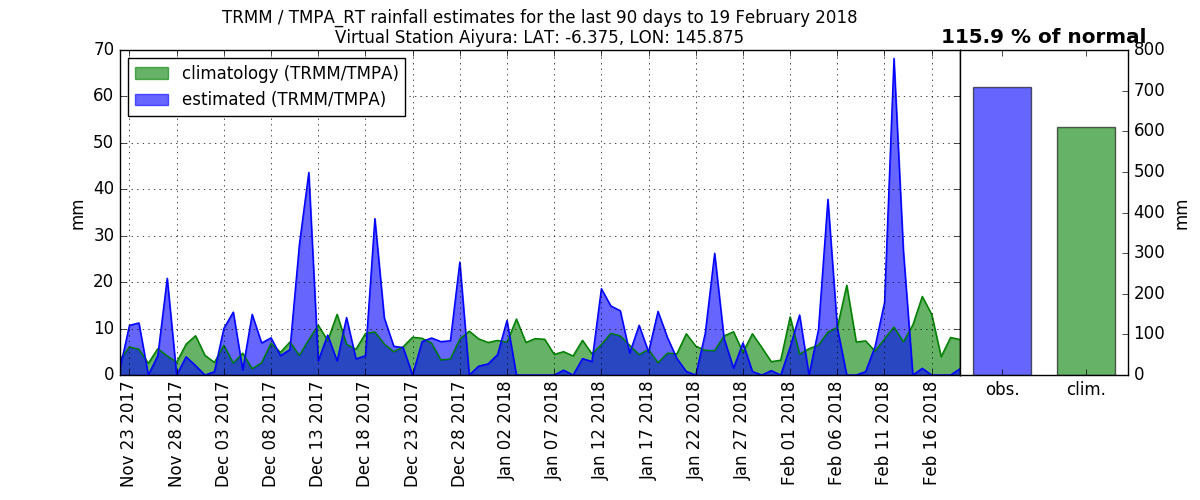 TRMM / TMPA_RT rainfall estimates for the last 90 days to 19 February 2018
Virtual Station Aiyura: LAT: -6.375, LON: 145.875
115.9 % of normal
climatology (TRMM/TMPA)
estimated (TRMM/TMPA)
70
60
50
40
30
20
10
0
mm
800
700
600
500
400
300
200
100
0
mm
Nov 23 2017
Nov 28 2017
Dec 03 2017
Dec 08 2017
Dec 13 2017
Dec 18 2017
Dec 23 2017
Dec 28 2017
Jan 02 2018
Jan 07 2018
Jan 12 2018
Jan 17 2018
Jan 22 2018
Jan 27 2018
Feb 01 2018
Feb 06 2018
Feb 11 2018
Feb 16 2018
obs.
clim.